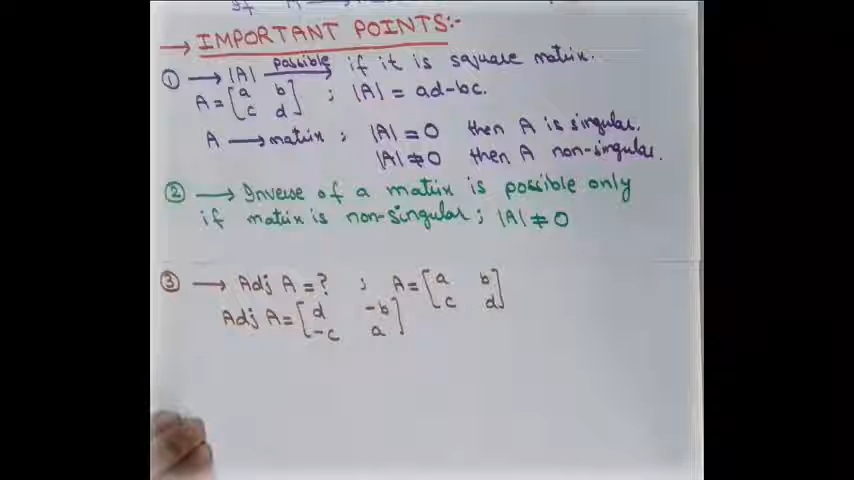 If A
→ IMPORTANT POINTS:-
① → |A| possible→ if it is square matrix.
A = [a b c d] ; |A| = ad-bc.
A → matrix ; |A| = 0 then A is singular.
|A| ≠ 0 then A non-singular.
② → Inverse of a matrix is possible only
if matrix is non-singular ; |A| ≠ 0
③ → Adj A = ? ; A = [a b c d]
Adj A = [d -b -c a]